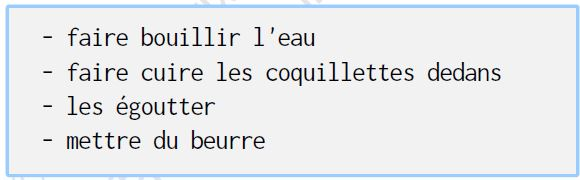 - faire bouillir l'eau
- faire cuire les coquillettes dedans
- les égoutter
- mettre du beurre